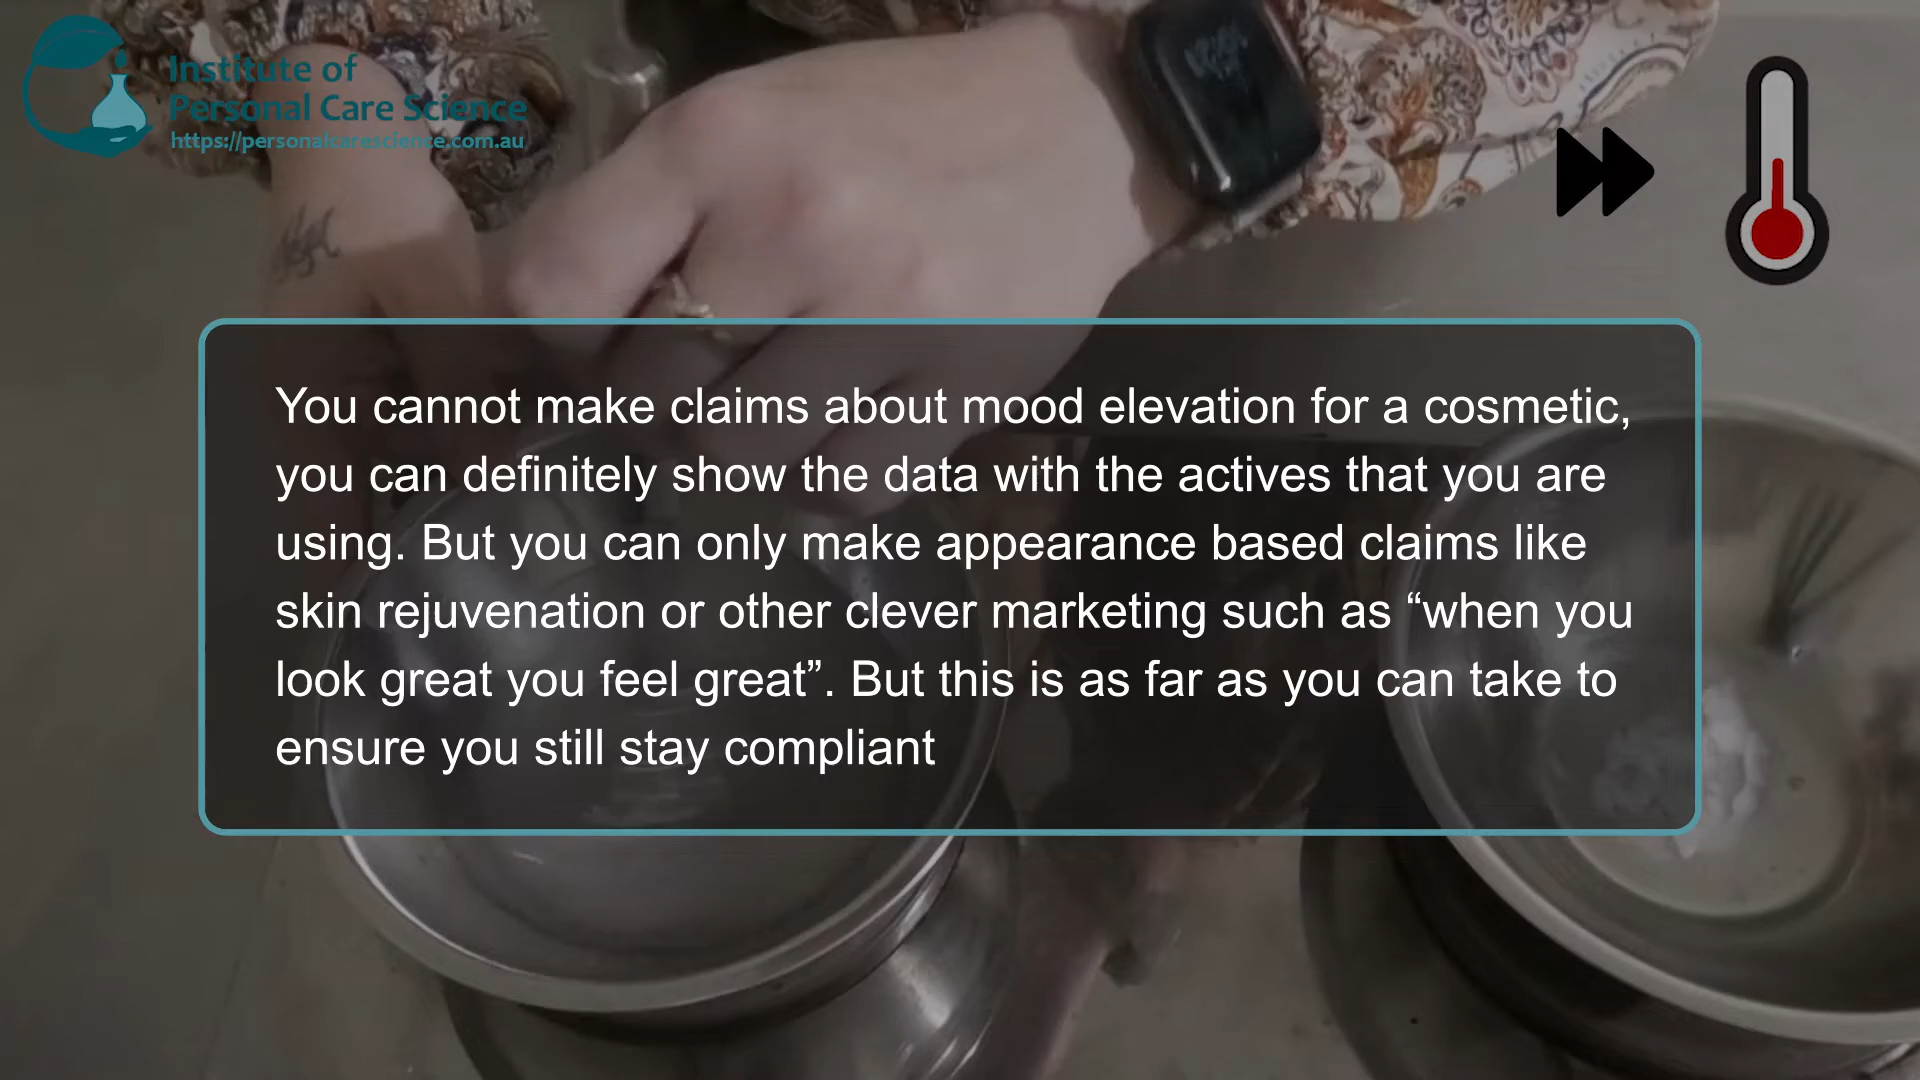 Institute of
Personal Care Science
https://personalcarescience.com.au
You cannot make claims about mood elevation for a cosmetic,
you can definitely show the data with the actives that you are
using. But you can only make appearance based claims like
skin rejuvenation or other clever marketing such as “when you
look great you feel great”. But this is as far as you can take to
ensure you still stay compliant